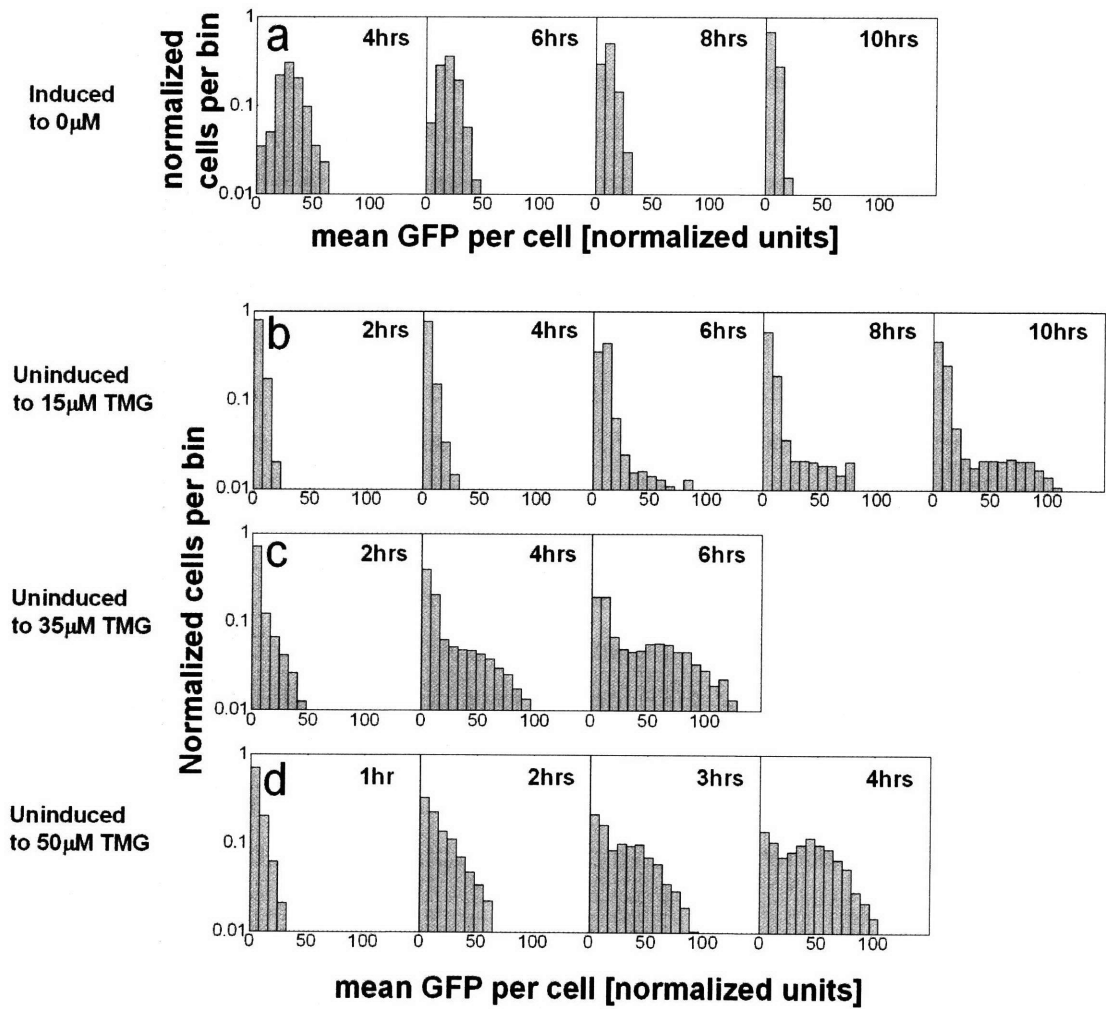 a
4hrs
6hrs
8hrs
10hrs
Induced
to 0µM
normalized
cells per bin
1
0.1
0.01
0 50 100 0 50 100 0 50 100 0 50 100
mean GFP per cell [normalized units]
b
2hrs
4hrs
6hrs
8hrs
10hrs
Uninduced
to 15µM TMG
1
0.1
0.01
0 50 100 0 50 100 0 50 100 0 50 100 0 50 100
Normalized cells per bin
c
2hrs
4hrs
6hrs
Uninduced
to 35µM TMG
1
0.1
0.01
0 50 100 0 50 100 0 50 100
d
1hr
2hrs
3hrs
4hrs
Uninduced
to 50µM TMG
1
0.1
0.01
0 50 100 0 50 100 0 50 100 0 50 100
mean GFP per cell [normalized units]